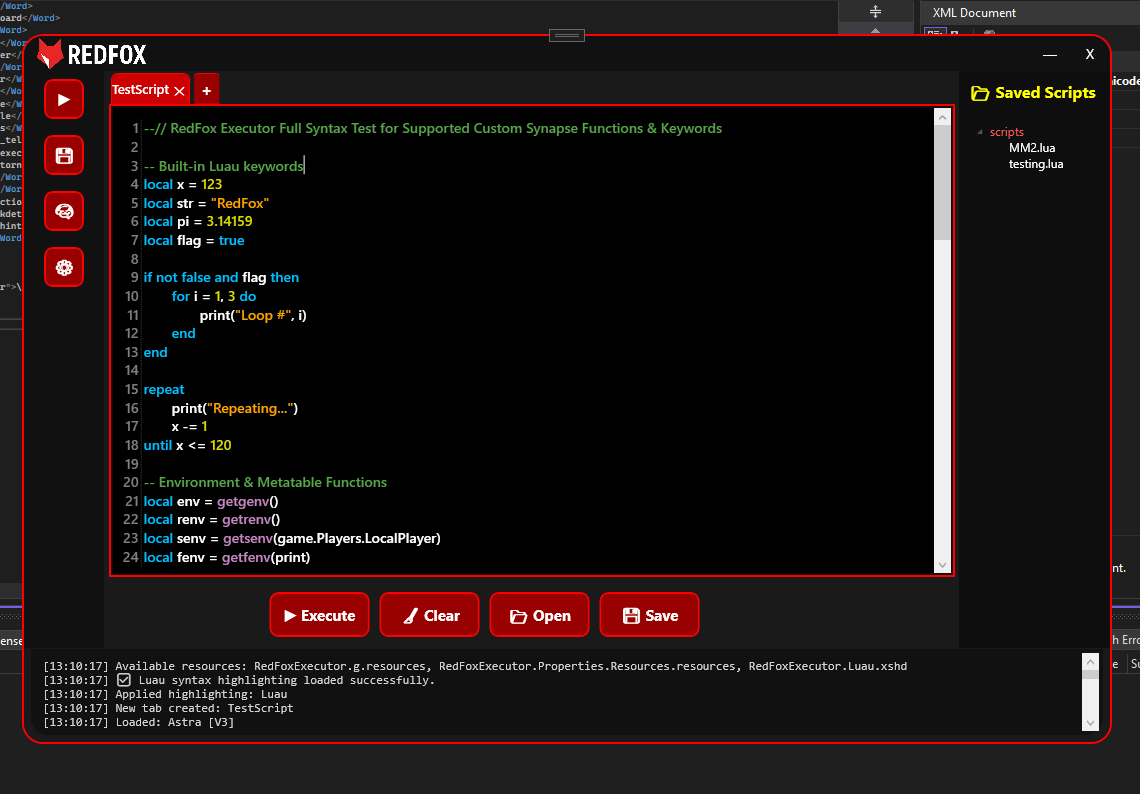 /Word>
oard</Word>
Word>
XML Document
REDFOX
— X
TestScript ×
+
Saved Scripts
scripts
MM2.lua
testing.lua
1 --// RedFox Executor Full Syntax Test for Supported Custom Synapse Functions & Keywords
2
3 -- Built-in Luau keywords
4 local x = 123
5 local str = "RedFox"
6 local pi = 3.14159
7 local flag = true
8
9 if not false and flag then
10 for i = 1, 3 do
11 print("Loop #", i)
12 end
13 end
14
15 repeat
16 print("Repeating...")
17 x -= 1
18 until x <= 120
19
20 -- Environment & Metatable Functions
21 local env = getgenv()
22 local renv = getrenv()
23 local senv = getsenv(game.Players.LocalPlayer)
24 local fenv = getfenv(print)
Execute
Clear
Open
Save
[13:10:17] Available resources: RedFoxExecutor.g.resources, RedFoxExecutor.Properties.Resources.resources, RedFoxExecutor.Luau.xshd
[13:10:17] ☑ Luau syntax highlighting loaded successfully.
[13:10:17] Applied highlighting: Luau
[13:10:17] New tab created: TestScript
[13:10:17] Loaded: Astra [V3]